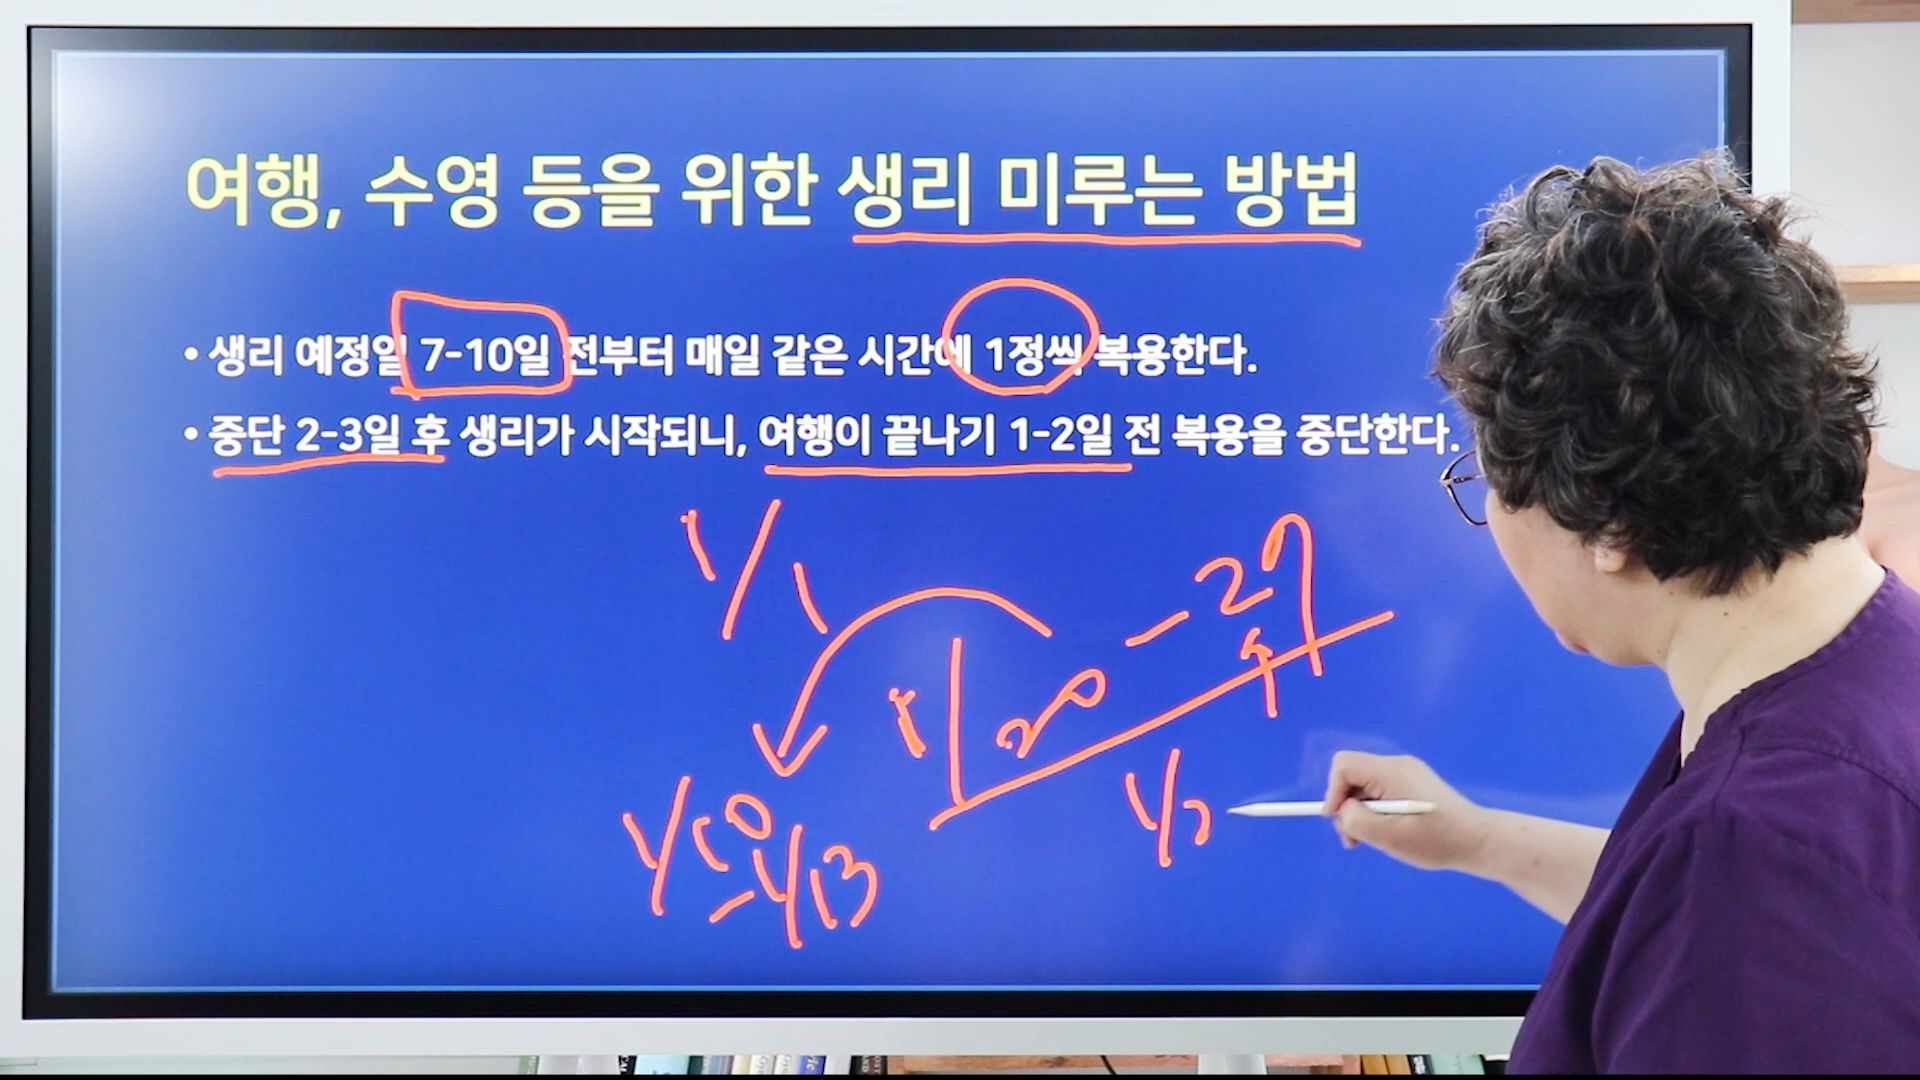 여행, 수영 등을 위한 생리 미루는 방법
• 생리 예정일 7-10일 전부터 매일 같은 시간에 1정씩 복용한다.
• 중단 2-3일 후 생리가 시작되니, 여행이 끝나기 1-2일 전 복용을 중단한다.
1/1
1/20 - 27
1/10
- 1/13